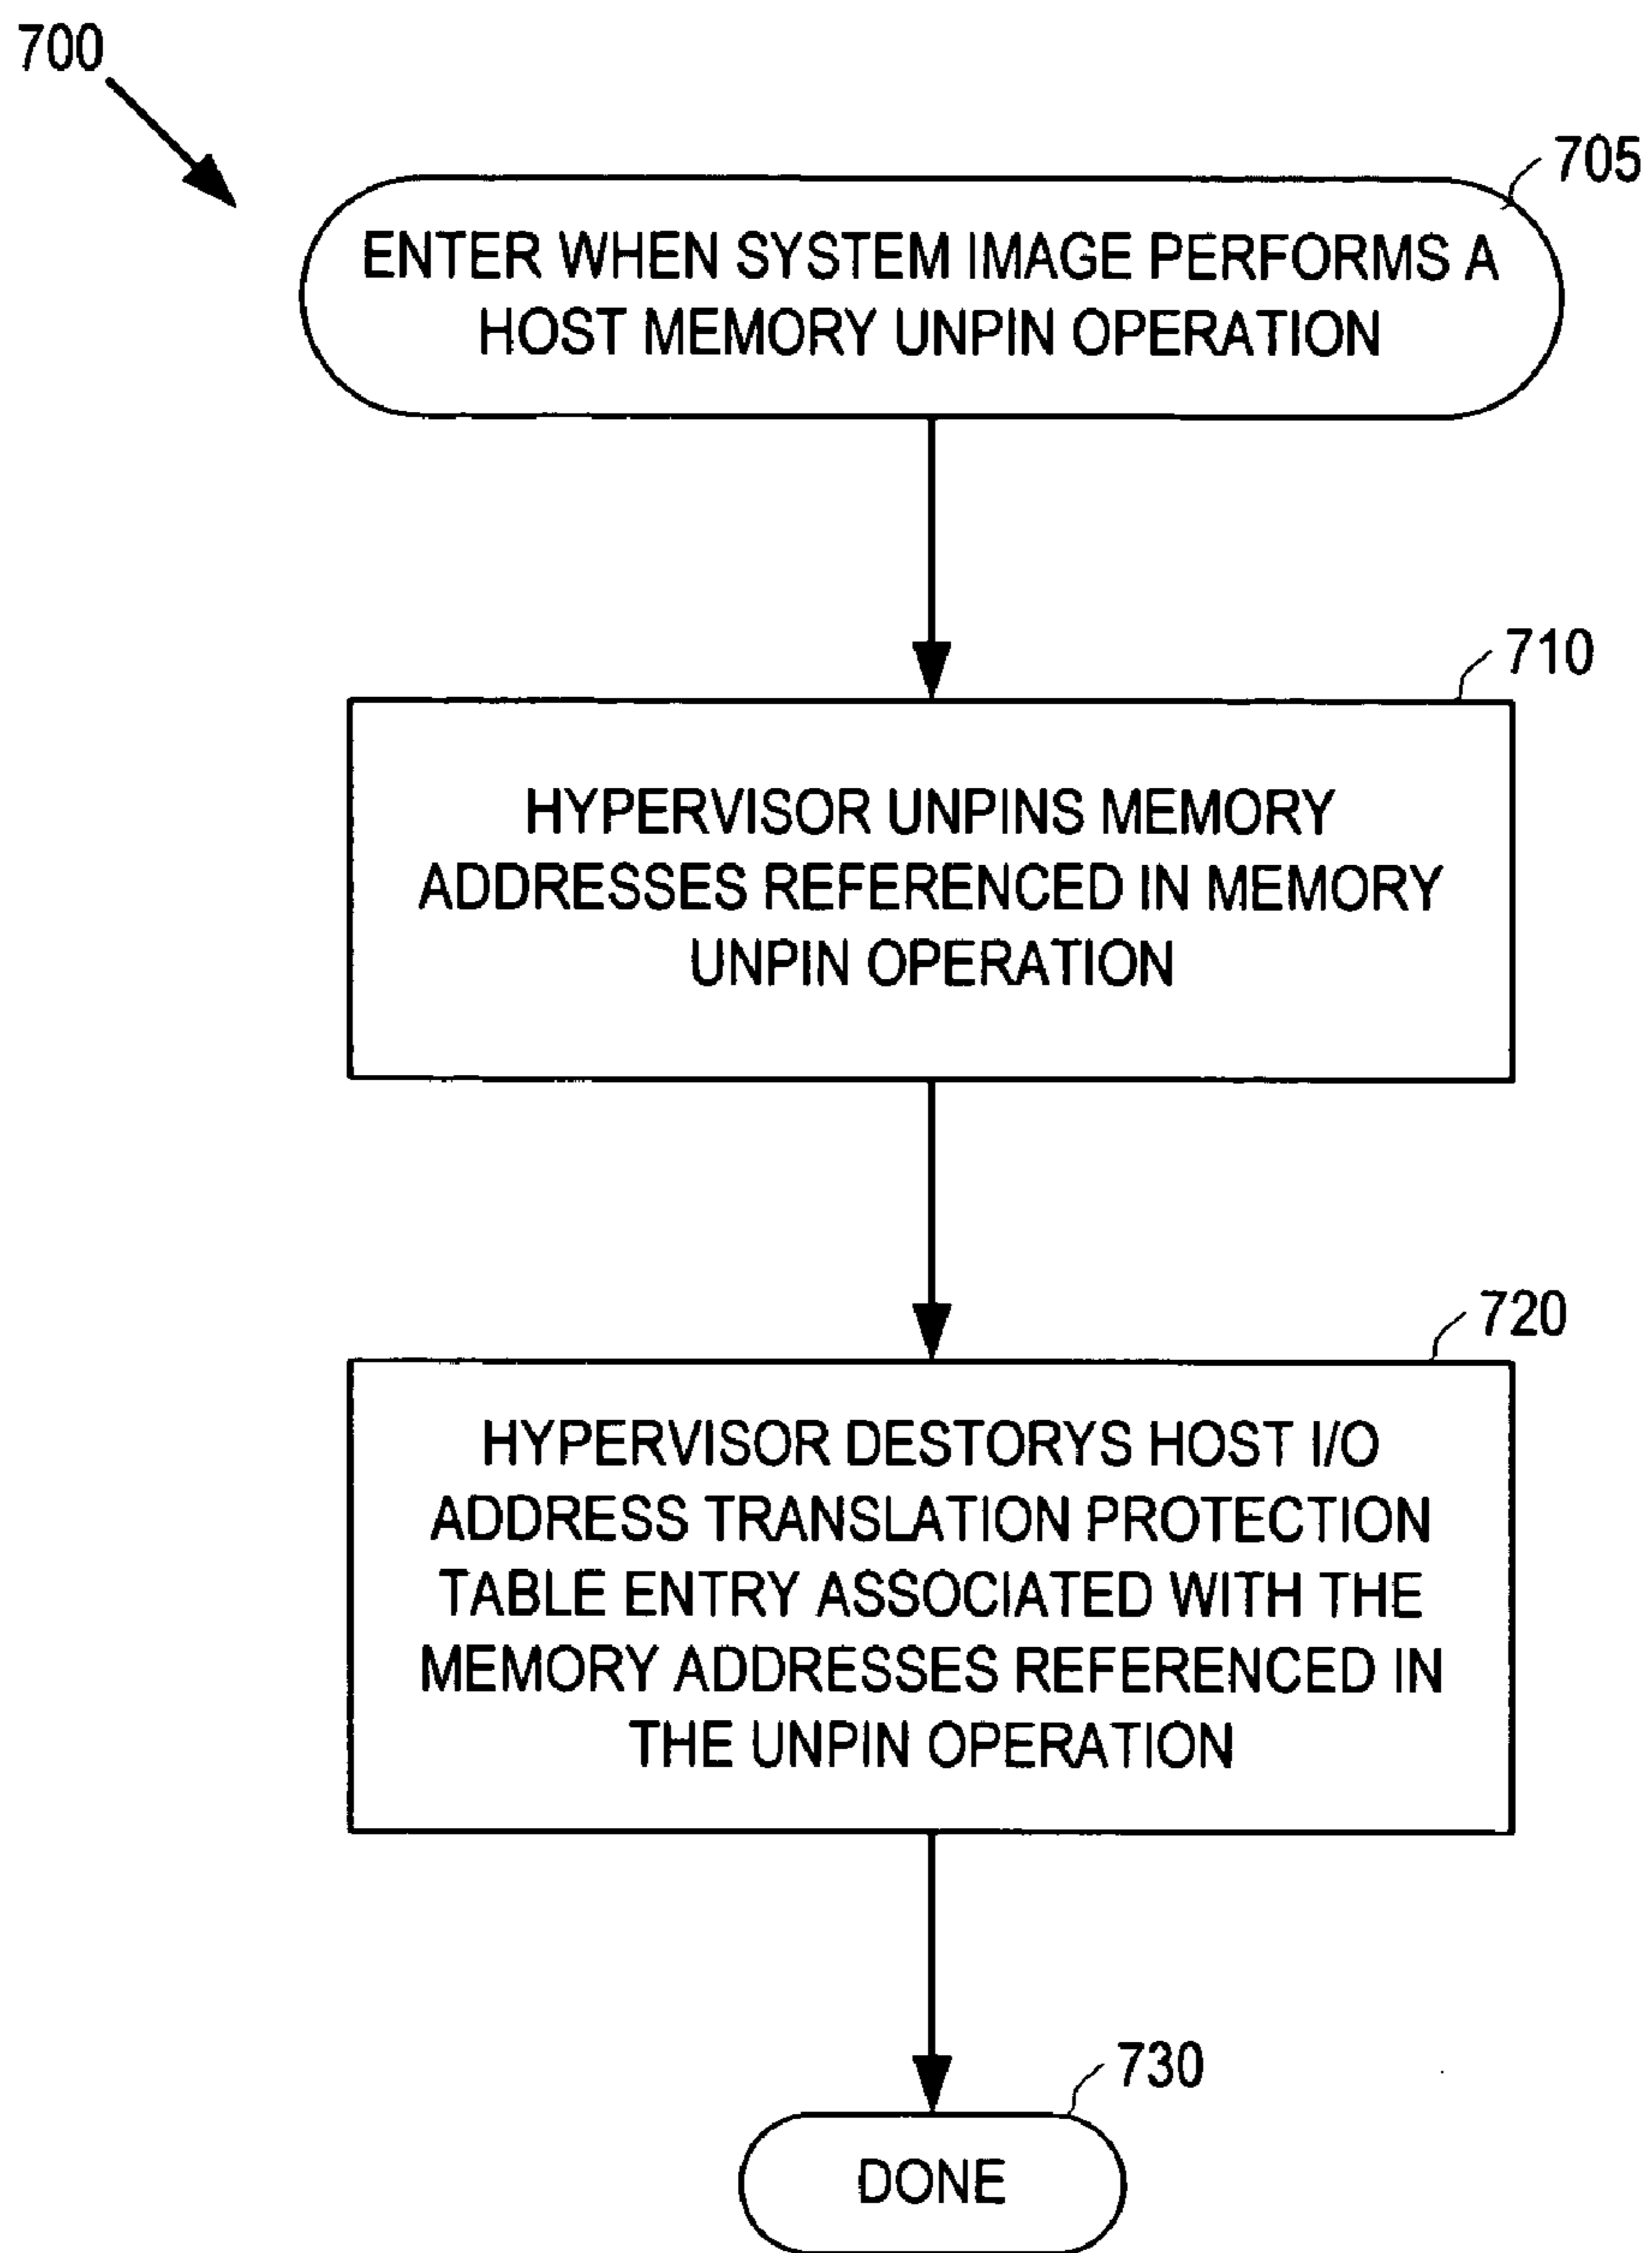 700
705
ENTER WHEN SYSTEM IMAGE PERFORMS A
HOST MEMORY UNPIN OPERATION
710
HYPERVISOR UNPINS MEMORY
ADDRESSES REFERENCED IN MEMORY
UNPIN OPERATION
720
HYPERVISOR DESTORYS HOST I/O
ADDRESS TRANSLATION PROTECTION
TABLE ENTRY ASSOCIATED WITH THE
MEMORY ADDRESSES REFERENCED IN
THE UNPIN OPERATION
730
DONE